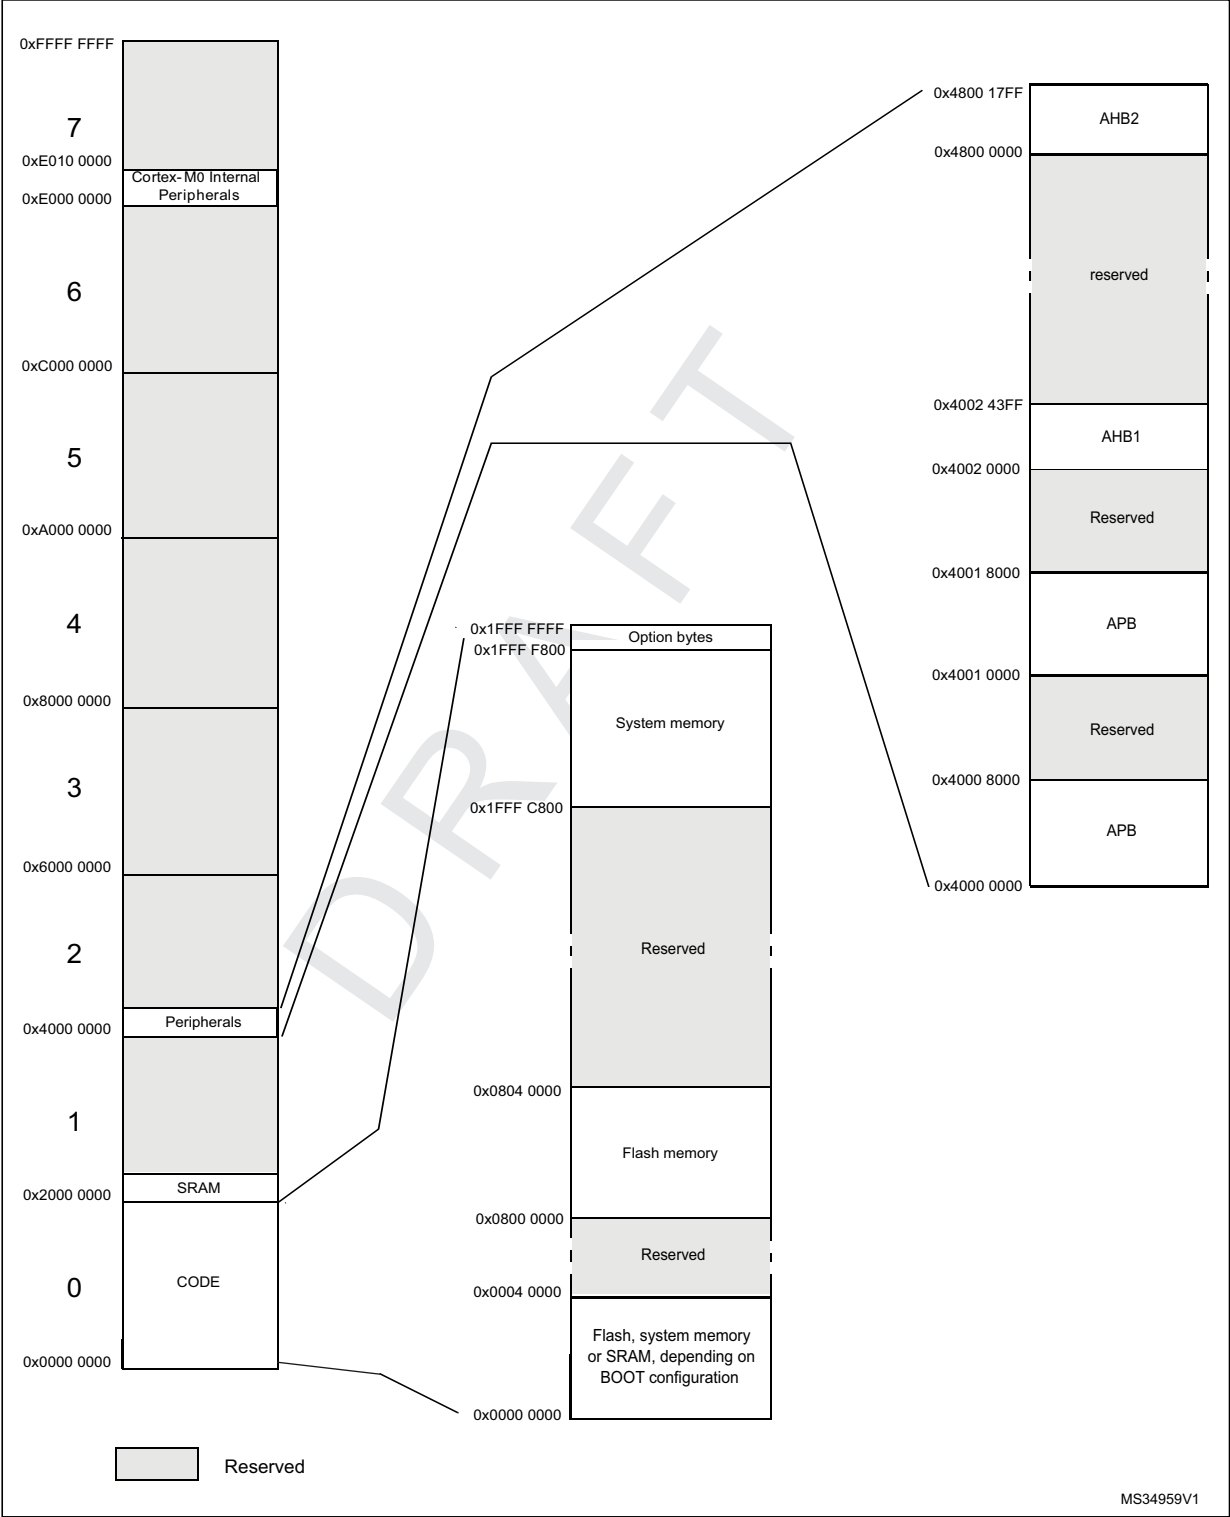 0xFFFF FFFF
7
0xE010 0000
Cortex-M0 Internal
Peripherals
0xE000 0000
6
0xC000 0000
5
0xA000 0000
4
0x8000 0000
3
0x6000 0000
2
Peripherals
0x4000 0000
1
SRAM
0x2000 0000
CODE
0
0x0000 0000
Reserved
0x1FFF FFFF
Option bytes
0x1FFF F800
System memory
0x1FFF C800
Reserved
0x0804 0000
Flash memory
0x0800 0000
Reserved
0x0004 0000
Flash, system memory
or SRAM, depending on
BOOT configuration
0x0000 0000
0x4800 17FF
AHB2
0x4800 0000
reserved
0x4002 43FF
AHB1
0x4002 0000
Reserved
0x4001 8000
APB
0x4001 0000
Reserved
0x4000 8000
APB
0x4000 0000
DRAFT
MS34959V1